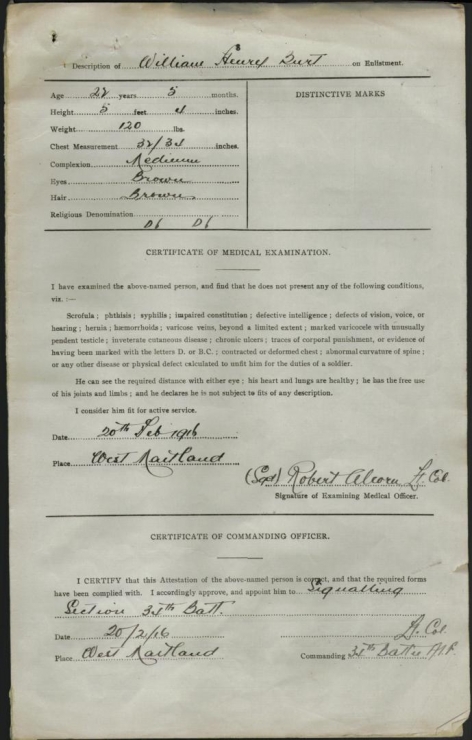 Description of William Henry Burt on Enlistment.
Age 22 years 5 months.
Height 5 feet 4 inches.
Weight 120 lbs.
Chest Measurement 32/34 inches.
Complexion Medium
Eyes Brown
Hair Brown
Religious Denomination
DISTINCTIVE MARKS
CERTIFICATE OF MEDICAL EXAMINATION.
I have examined the above-named person, and find that he does not present any of the following conditions,
viz. :—
Scrofula ; phthisis ; syphilis ; impaired constitution ; defective intelligence ; defects of vision, voice, or
hearing ; hernia ; hæmorrhoids ; varicose veins, beyond a limited extent ; marked varicocele with unusually
pendent testicle ; inveterate cutaneous disease ; chronic ulcers ; traces of corporal punishment, or evidence of
having been marked with the letters D. or B.C. ; contracted or deformed chest ; abnormal curvature of spine ;
or any other disease or physical defect calculated to unfit him for the duties of a soldier.
He can see the required distance with either eye ; his heart and lungs are healthy ; he has the free use
of his joints and limbs ; and he declares he is not subject to fits of any description.
I consider him fit for active service.
Date 20th Feb 1916
Place West Maitland
(Sgd) Robert Alcorn Lt. Col.
Signature of Examining Medical Officer.
CERTIFICATE OF COMMANDING OFFICER.
I CERTIFY that this Attestation of the above-named person is correct, and that the required forms
have been complied with. I accordingly approve, and appoint him to Signalling
Section 34th Batt.
Date 20/2/16
Lt. Col.
Place West Maitland
Commanding 34th Battn A.I.F.